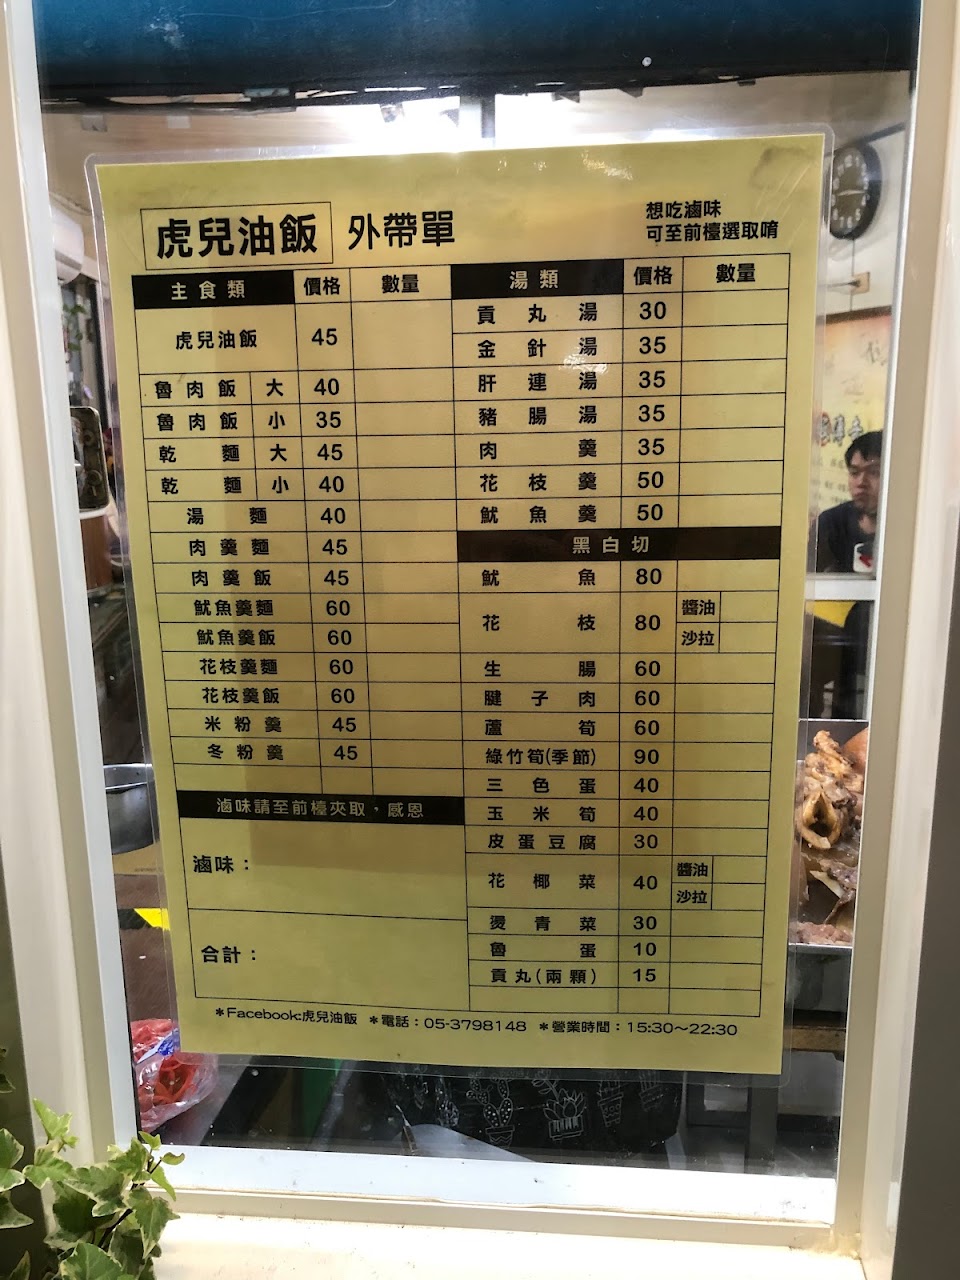 虎兒油飯 外帶單
想吃滷味
可至前檯選取唷
主食類 價格 數量
虎兒油飯 45
魯肉飯 大 40
魯肉飯 小 35
乾麵 大 45
乾麵 小 40
湯麵 40
肉羹麵 45
肉羹飯 45
魷魚羹麵 60
魷魚羹飯 60
花枝羹麵 60
花枝羹飯 60
米粉羹 45
冬粉羹 45
滷味請至前檯夾取，感恩
滷味：
合計：
湯類 價格 數量
貢丸湯 30
金針湯 35
肝連湯 35
豬腸湯 35
肉羹 35
花枝羹 50
魷魚羹 50
黑白切
魷魚 80
花枝 80 醬油
沙拉
生腸 60
腱子肉 60
蘆筍 60
綠竹筍(季節) 90
三色蛋 40
玉米筍 40
皮蛋豆腐 30
花椰菜 40 醬油
沙拉
燙青菜 30
魯蛋 10
貢丸(兩顆) 15
*Facebook:虎兒油飯 *電話：05-3798148 *營業時間：15:30～22:30